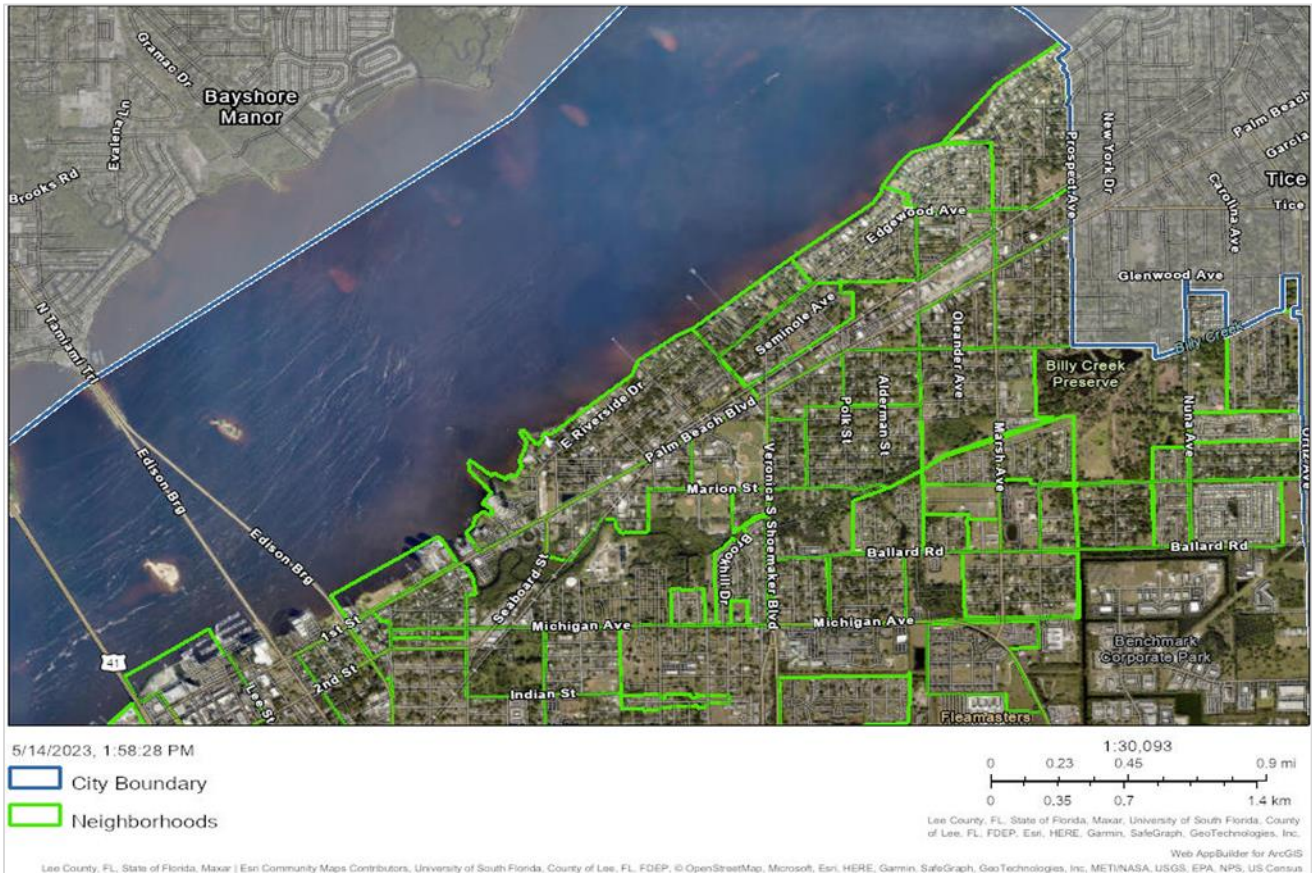 Gramac Dr
Bayshore
Manor
Evalena Ln
Brooks Rd
New York Dr
Palm Beach
Garcia
Tice
Prospect Ave
Carolina Ave
Tice
Edgewood Ave
Glenwood Ave
N Tamiami Trl
Seminole Ave
Oleander Ave
Billy Creek
Billy Creek
Preserve
E Riverside Dr
Alderman St
Polk St
Palm Beach Blvd
Nuna Ave
Marsh Ave
Ortiz Ave
Edison Brg
Veronica S Shoemaker Blvd
Marion St
Edison Brg
Brookhill Dr
Ballard Rd
Ballard Rd
Seaboard St
1st St
Michigan Ave
Michigan Ave
Benchmark
Corporate Park
41
2nd St
Lee St
Indian St
Fleamasters
5/14/2023, 1:58:28 PM
City Boundary
Neighborhoods
1:30,093
0 0.23 0.45 0.9 mi
0 0.35 0.7 1.4 km
Lee County, FL, State of Florida, Maxar, University of South Florida, County
of Lee, FL, FDEP, Esri, HERE, Garmin, SafeGraph, GeoTechnologies, Inc,
Web AppBuilder for ArcGIS
Lee County, FL, State of Florida, Maxar | Esri Community Maps Contributors, University of South Florida, County of Lee, FL, FDEP, © OpenStreetMap, Microsoft, Esri, HERE, Garmin, SafeGraph, GeoTechnologies, Inc, METI/NASA, USGS, EPA, NPS, US Census